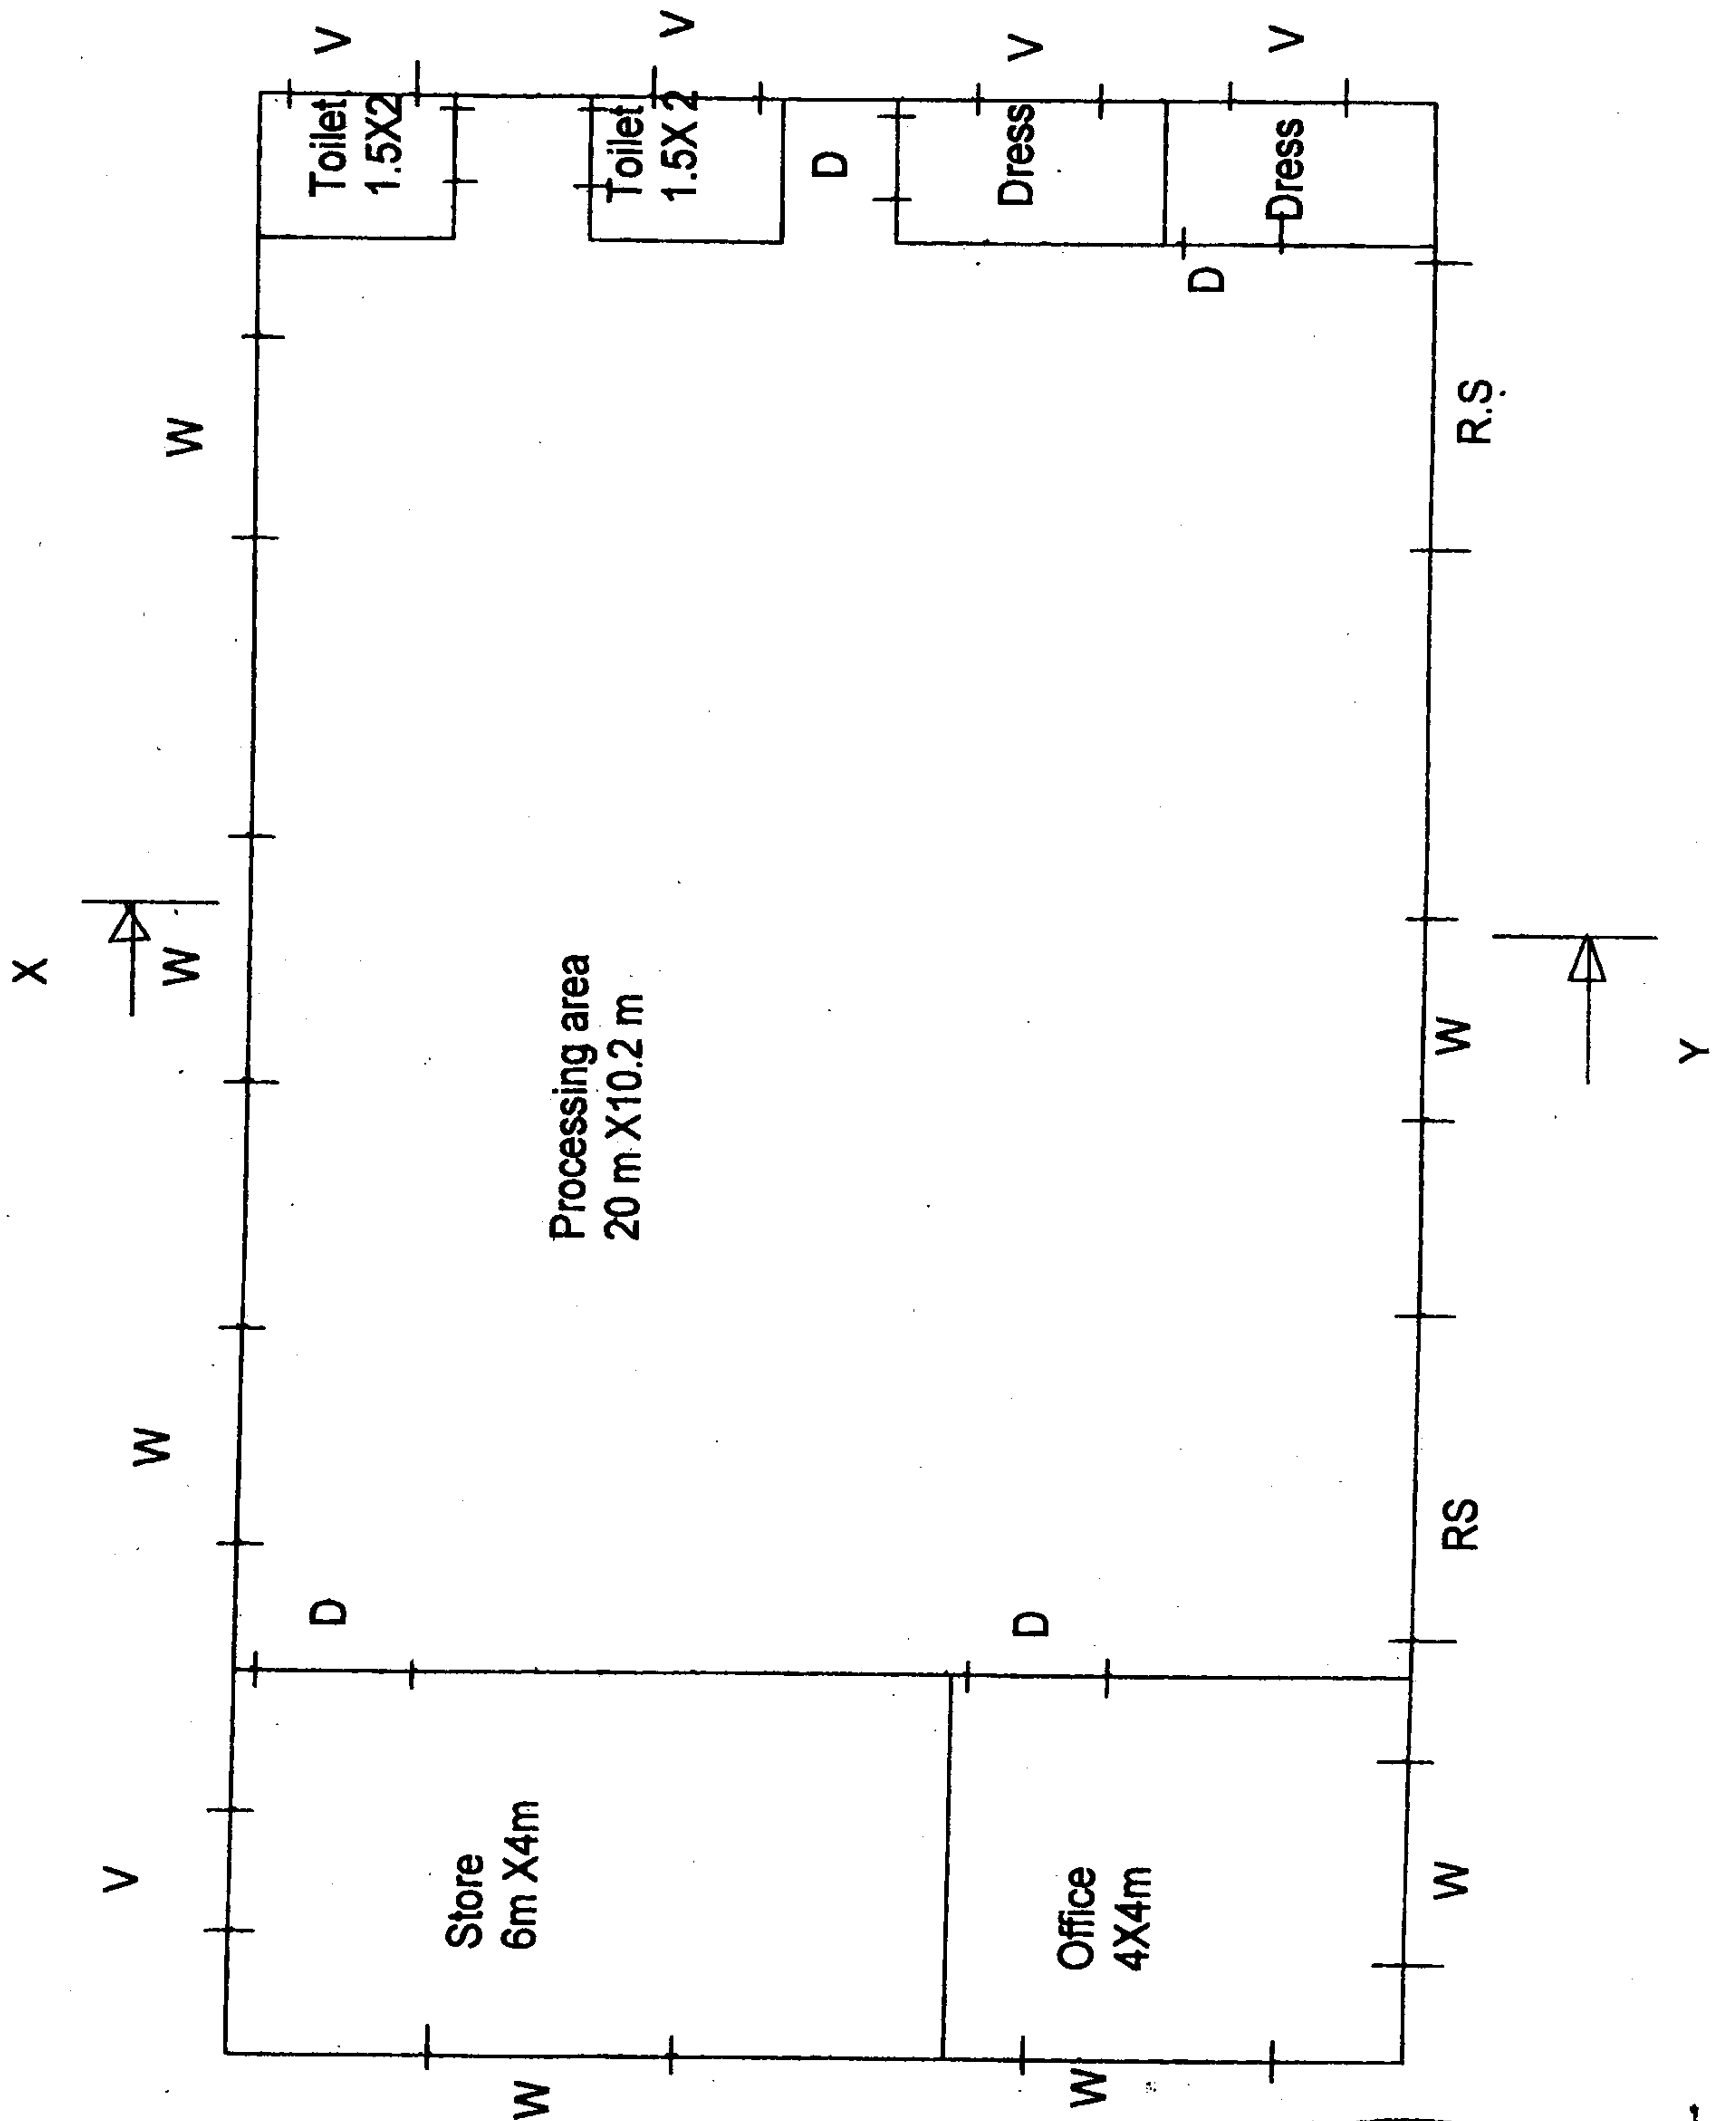 X
V
W
W
W
D
Toilet
1.5X2
V
Store
6m X4m
W
Processing area
20 m X10.2 m
Toilet
1.5X 2
V
D
Dress
V
D
Office
4X4m
W
D
Dress
V
W
RS
W
R.S.
Y